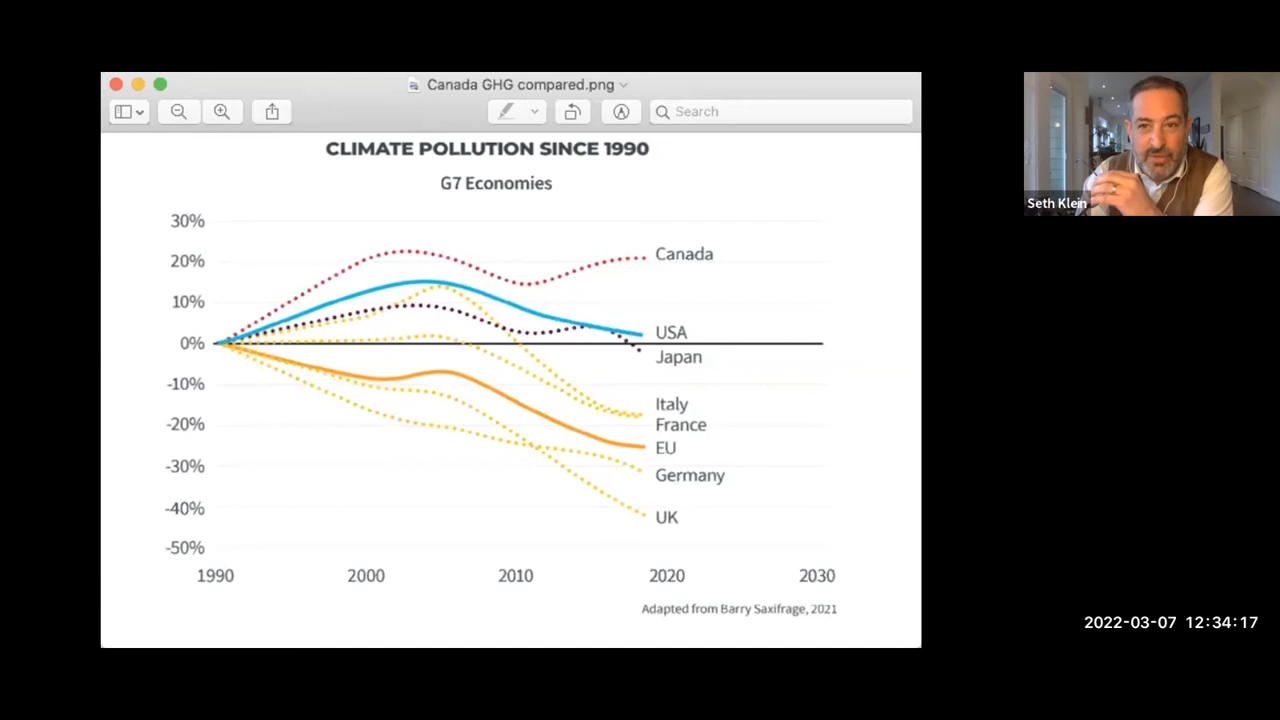 Canada GHG compared.png
Search
CLIMATE POLLUTION SINCE 1990
G7 Economies
30%
20%
10%
0%
-10%
-20%
-30%
-40%
-50%
Canada
USA
Japan
Italy
France
EU
Germany
UK
1990 2000 2010 2020 2030
Adapted from Barry Saxifrage, 2021
Seth Klein
2022-03-07 12:34:17